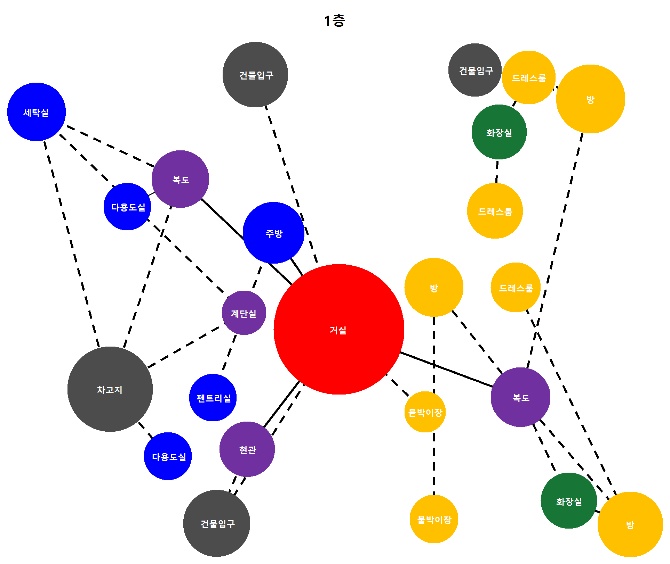 1층
건물입구
건물입구
드레스룸
방
세탁실
화장실
복도
다용도실
드레스룸
주방
방
드레스룸
계단실
거실
차고지
펜트리실
복도
붙박이장
현관
다용도실
화장실
건물입구
붙박이장
방